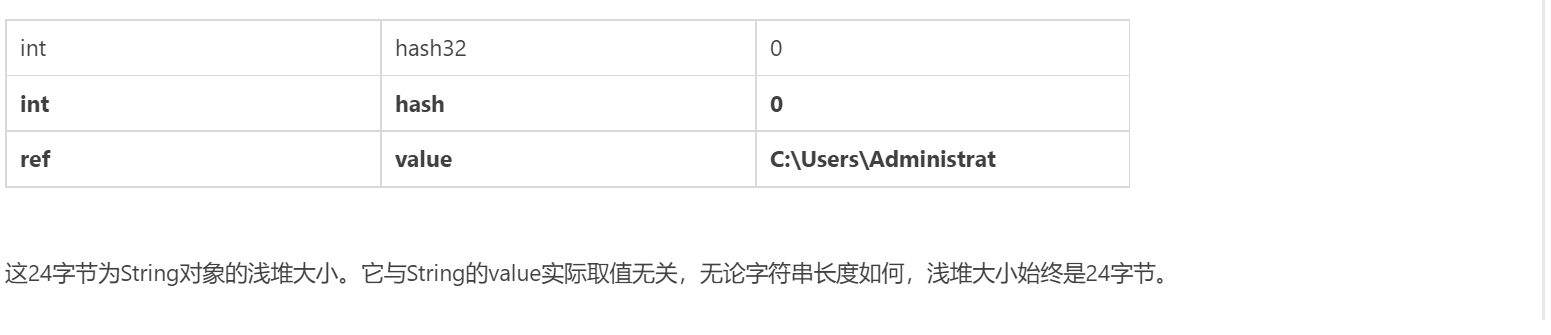 int hash32 0
int hash 0
ref value C:\Users\Administrat
这24字节为String对象的浅堆大小。它与String的value实际取值无关，无论字符串长度如何，浅堆大小始终是24字节。